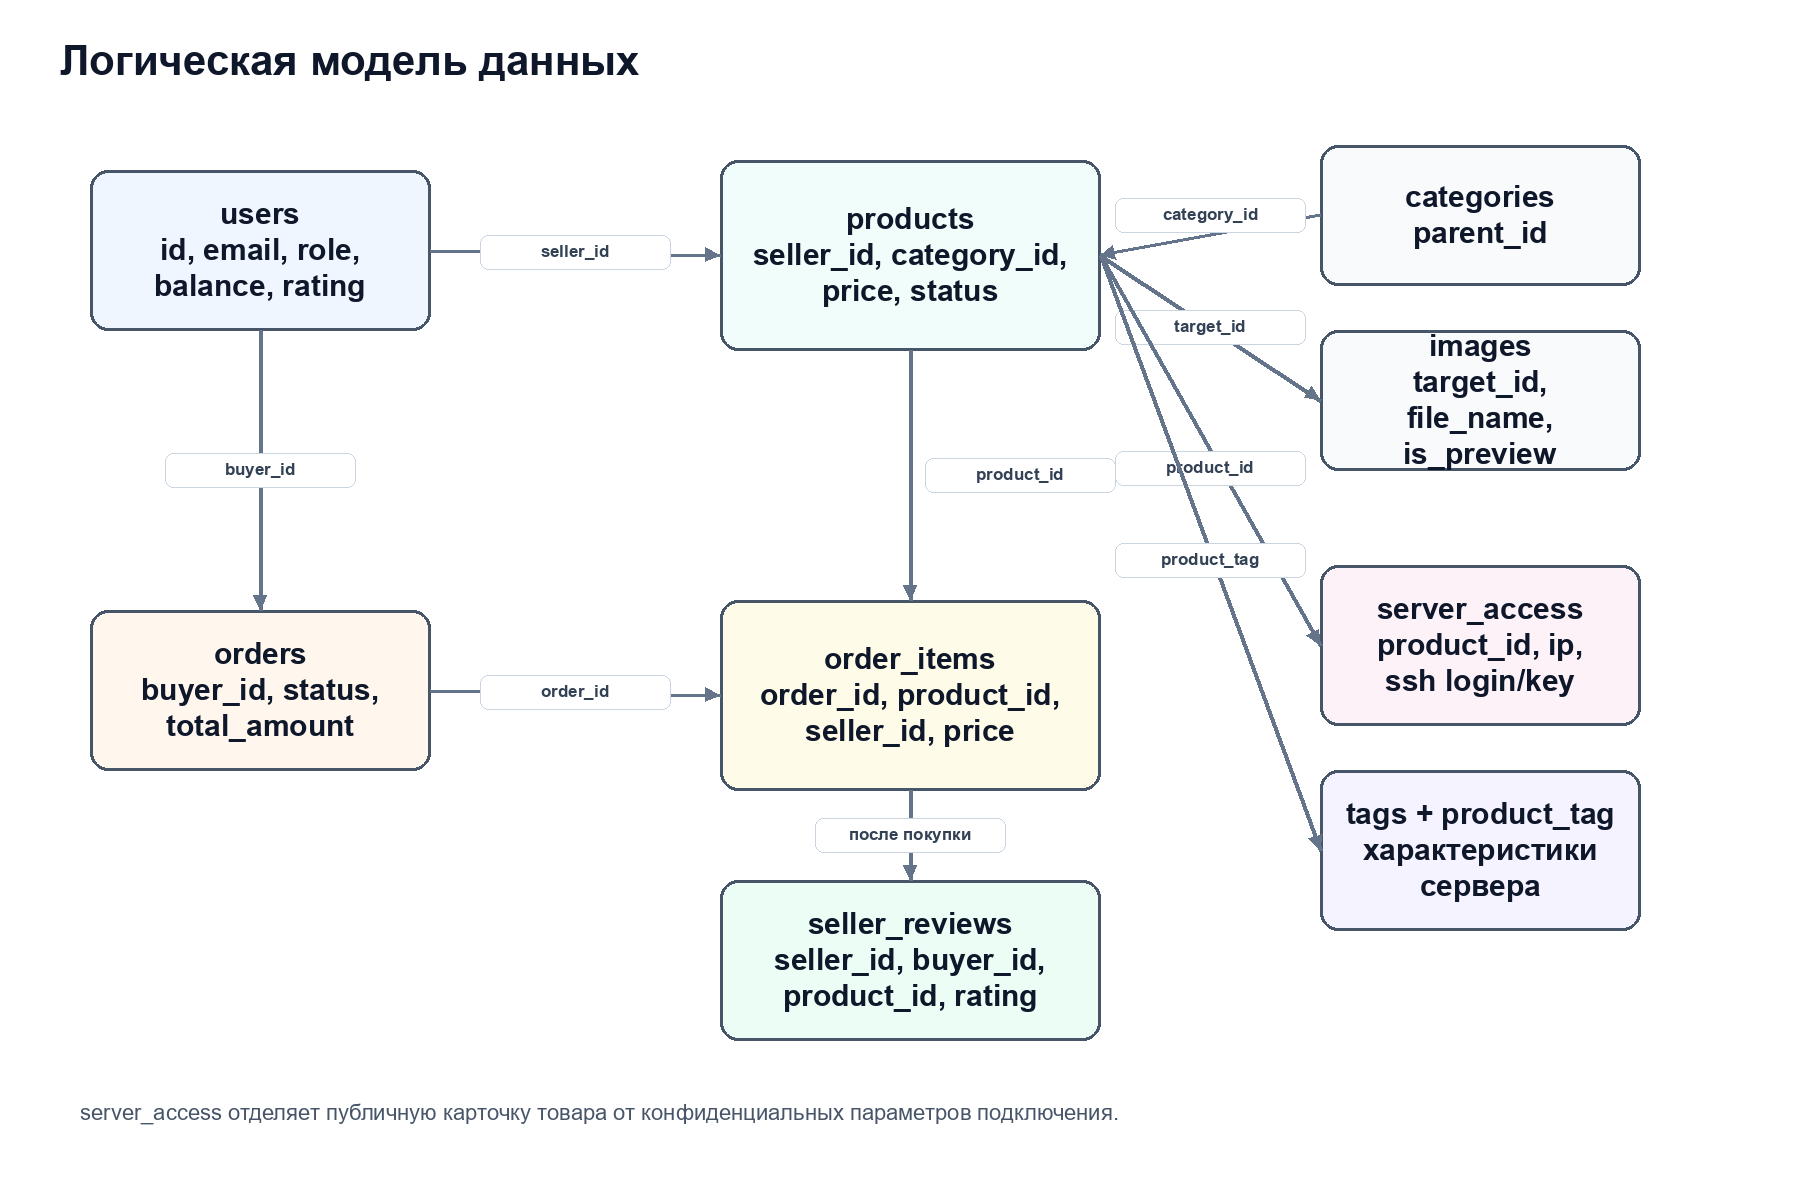 Логическая модель данных
users
id, email, role,
balance, rating
seller_id
products
seller_id, category_id,
price, status
category_id
categories
parent_id
target_id
images
target_id,
file_name,
is_preview
buyer_id
product_id
product_id
product_tag
orders
buyer_id, status,
total_amount
order_id
order_items
order_id, product_id,
seller_id, price
server_access
product_id, ip,
ssh login/key
после покупки
tags + product_tag
характеристики
сервера
seller_reviews
seller_id, buyer_id,
product_id, rating
server_access отделяет публичную карточку товара от конфиденциальных параметров подключения.